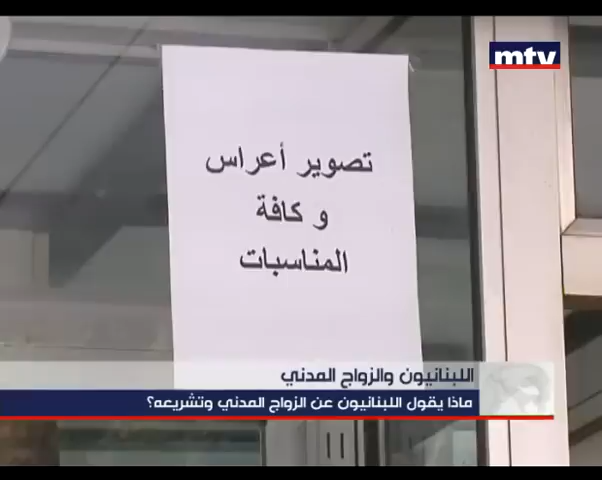 mtv
تصوير أعراس
و كافة
المناسبات
اللبنانيون والزواج المدني
ماذا يقول اللبنانيون عن الزواج المدني وتشريعه؟